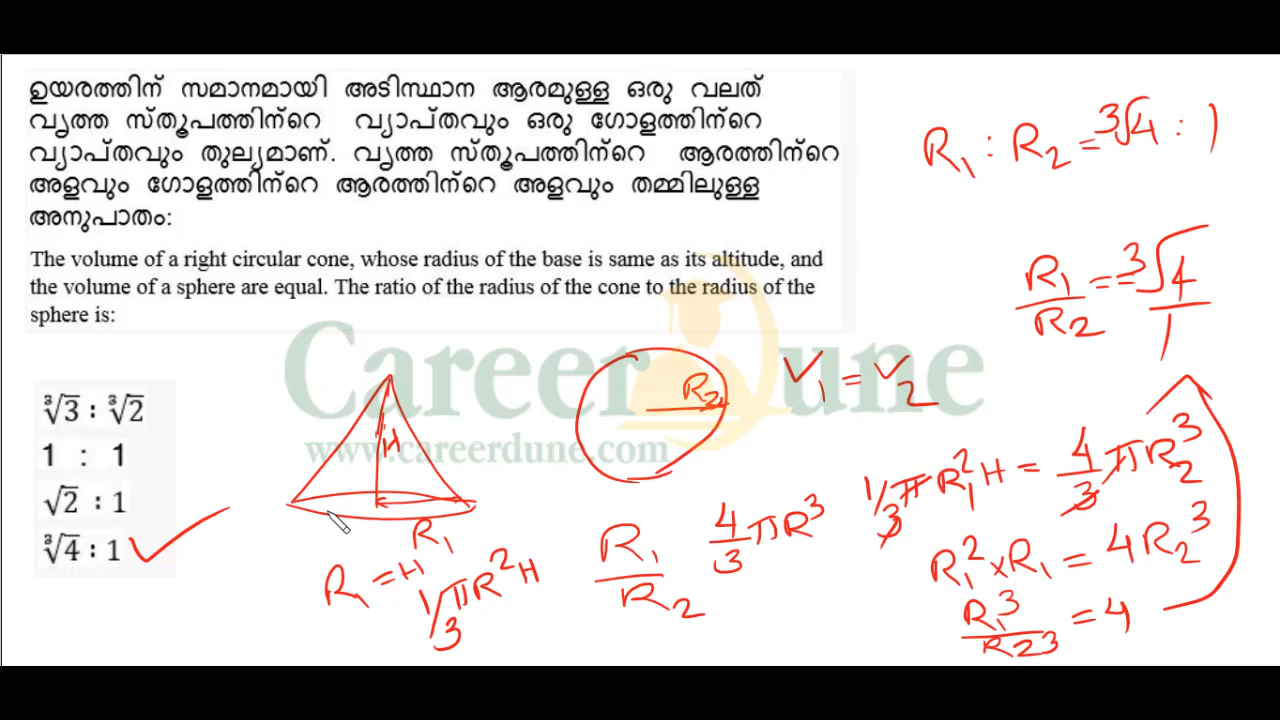 ഉയരത്തിന് സമാനമായി അടിസ്ഥാന ആരമുള്ള ഒരു വലത്
വൃത്ത സ്തൂപത്തിന്റെ വ്യാപ്തവും ഒരു ഗോളത്തിന്റെ
വ്യാപ്തവും തുല്യമാണ്. വൃത്ത സ്തൂപത്തിന്റെ ആരത്തിന്റെ
അളവും ഗോളത്തിന്റെ ആരത്തിന്റെ അളവും തമ്മിലുള്ള
അനുപാതം:
The volume of a right circular cone, whose radius of the base is same as its altitude, and
the volume of a sphere are equal. The ratio of the radius of the cone to the radius of the
sphere is:
∛3 : ∛2
1 : 1
√2 : 1
∛4 : 1
CareerDune
www.careerdune.com
H
R₁
R₁ = H
1/3 πR²H
R₂
R₁/R₂
4/3 πR³
R₁ : R₂ = ∛4 : 1
R₁/R₂ = ∛4/1
V₁ = V₂
1/3 πR₁²H = 4/3 πR₂³
R₁² × R₁ = 4R₂³
R₁³/R₂³ = 4